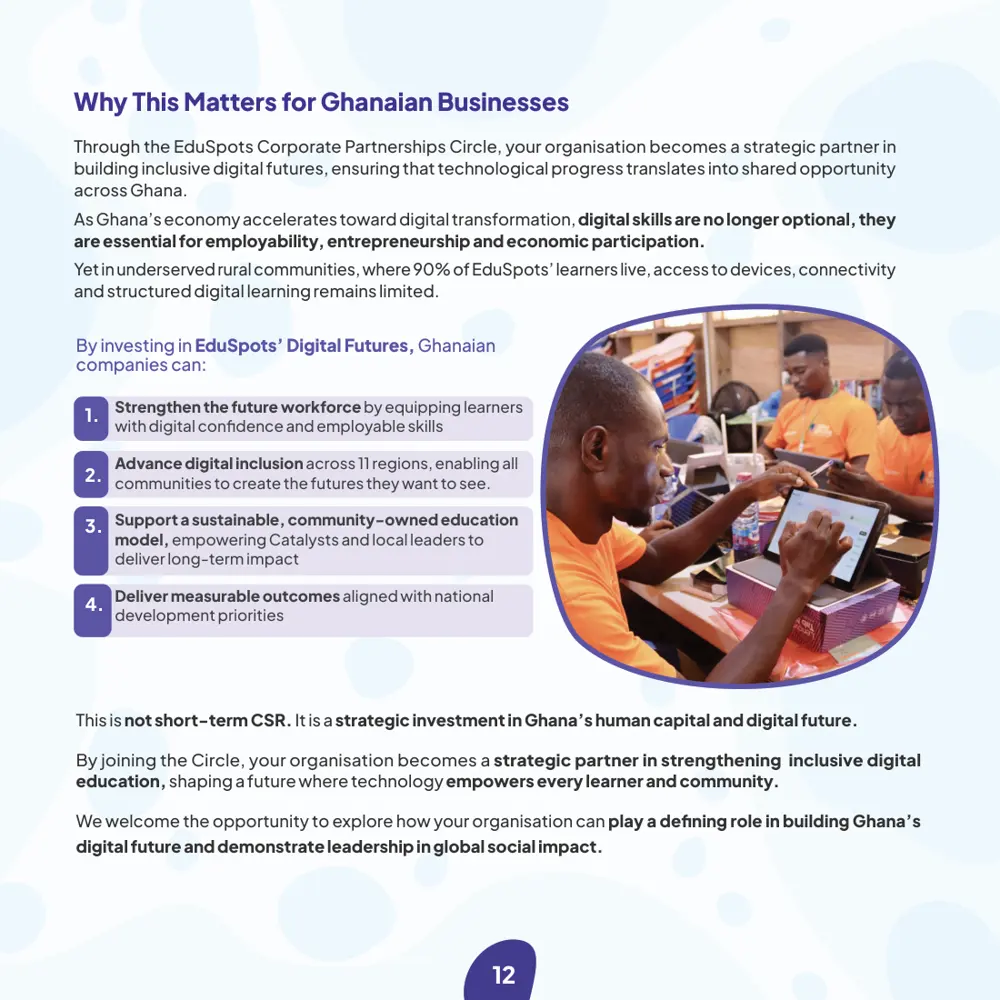 Why This Matters for Ghanaian Businesses
Through the EduSpots Corporate Partnerships Circle, your organisation becomes a strategic partner in
building inclusive digital futures, ensuring that technological progress translates into shared opportunity
across Ghana.
As Ghana's economy accelerates toward digital transformation, digital skills are no longer optional, they
are essential for employability, entrepreneurship and economic participation.
Yet in underserved rural communities, where 90% of EduSpots' learners live, access to devices, connectivity
and structured digital learning remains limited.
By investing in EduSpots' Digital Futures, Ghanaian
companies can:
1. Strengthen the future workforce by equipping learners
with digital confidence and employable skills
2. Advance digital inclusion across 11 regions, enabling all
communities to create the futures they want to see.
3. Support a sustainable, community-owned education
model, empowering Catalysts and local leaders to
deliver long-term impact
4. Deliver measurable outcomes aligned with national
development priorities
This is not short-term CSR. It is a strategic investment in Ghana's human capital and digital future.
By joining the Circle, your organisation becomes a strategic partner in strengthening inclusive digital
education, shaping a future where technology empowers every learner and community.
We welcome the opportunity to explore how your organisation can play a defining role in building Ghana's
digital future and demonstrate leadership in global social impact.
12